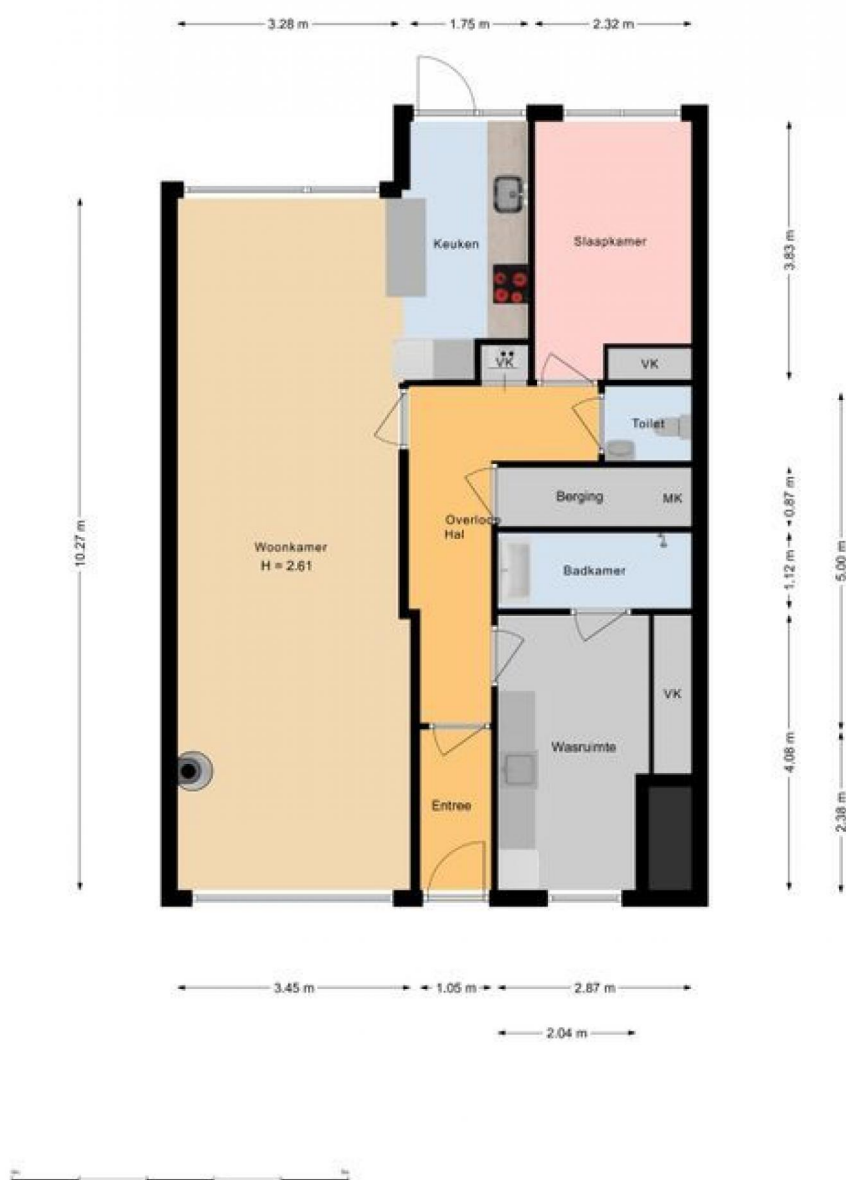 3.28 m
1.75 m
2.32 m
Keuken
Slaapkamer
3.83 m
VK
VK
Toilet
Berging
MK
0.87 m
Overloop
Hal
10.27 m
Woonkamer
H = 2.61
Badkamer
1.12 m
5.00 m
VK
Wasruimte
4.08 m
Entree
2.38 m
3.45 m
1.05 m
2.87 m
2.04 m